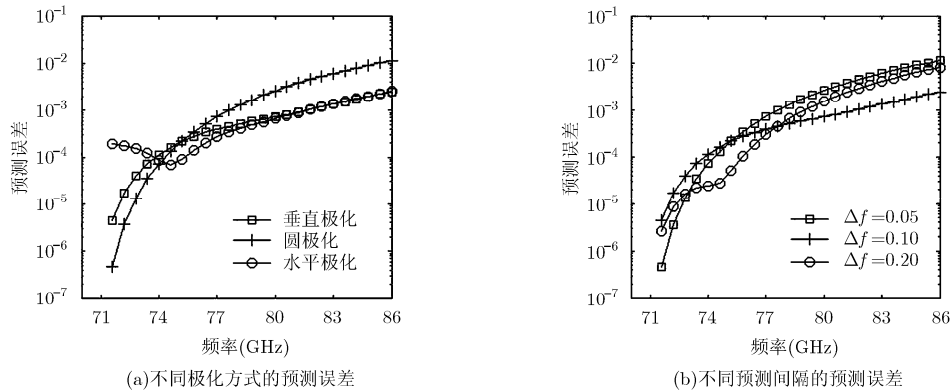 10⁻¹
10⁻²
10⁻³
10⁻⁴
10⁻⁵
10⁻⁶
10⁻⁷
预测误差
垂直极化
圆极化
水平极化
71 74 77 80 83 86
频率(GHz)
(a)不同极化方式的预测误差
10⁻¹
10⁻²
10⁻³
10⁻⁴
10⁻⁵
10⁻⁶
10⁻⁷
预测误差
Δf=0.05
Δf=0.10
Δf=0.20
71 74 77 80 83 86
频率(GHz)
(b)不同预测间隔的预测误差